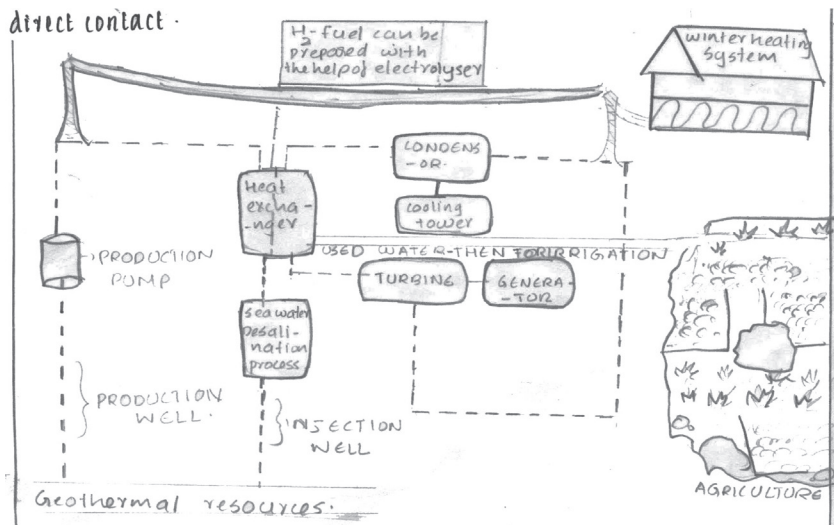 direct contact.
H2-fuel can be
prepared with
the help of electrolyser
winter heating
system
CONDENS
-OR.
Heat
excha-
-nger
cooling
tower
PRODUCTION
PUMP
USED WATER-THEN FOR IRRIGATION
TURBINE
GENERA-
-TOR
Sea water
Desali-
nation
process
PRODUCTION
WELL.
INJECTION
WELL
AGRICULTURE
Geothermal resources.